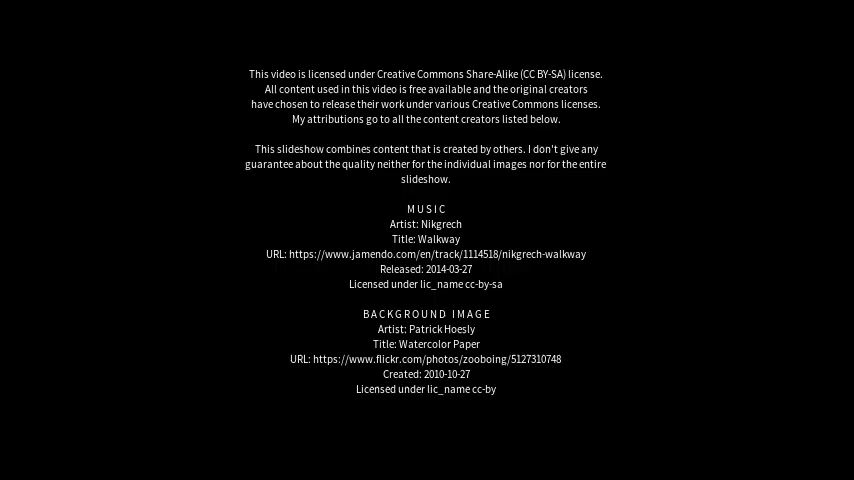 This video is licensed under Creative Commons Share-Alike (CC BY-SA) license.
All content used in this video is free available and the original creators
have chosen to release their work under various Creative Commons licenses.
My attributions go to all the content creators listed below.
This slideshow combines content that is created by others. I don't give any
guarantee about the quality neither for the individual images nor for the entire
slideshow.
MUSIC
Artist: Nikgrech
Title: Walkway
URL: https://www.jamendo.com/en/track/1114518/nikgrech-walkway
Released: 2014-03-27
Licensed under lic_name cc-by-sa
BACKGROUND IMAGE
Artist: Patrick Hoesly
Title: Watercolor Paper
URL: https://www.flickr.com/photos/zooboing/5127310748
Created: 2010-10-27
Licensed under lic_name cc-by